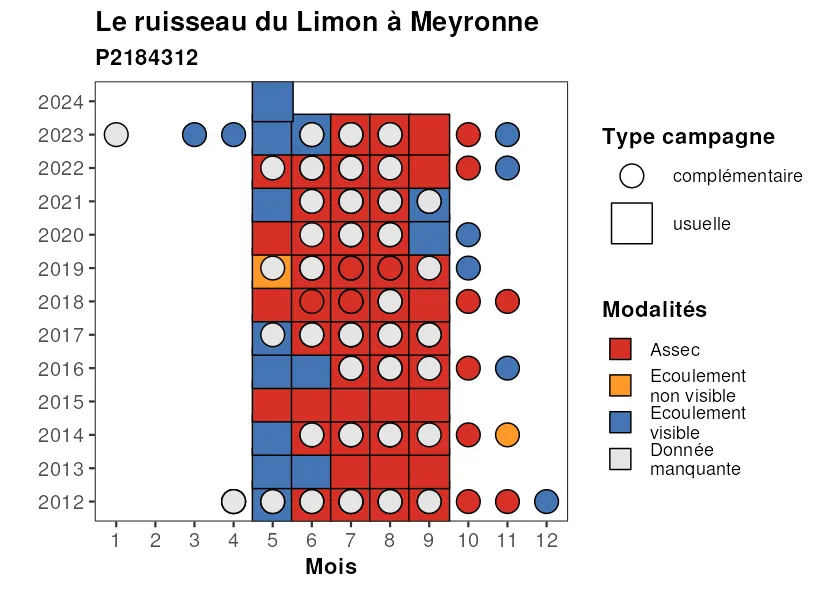 Le ruisseau du Limon à Meyronne
P2184312
2024
2023
2022
2021
2020
2019
2018
2017
2016
2015
2014
2013
2012
1 2 3 4 5 6 7 8 9 10 11 12
Mois
Type campagne
complémentaire
usuelle
Modalités
Assec
Ecoulement
non visible
Ecoulement
visible
Donnée
manquante